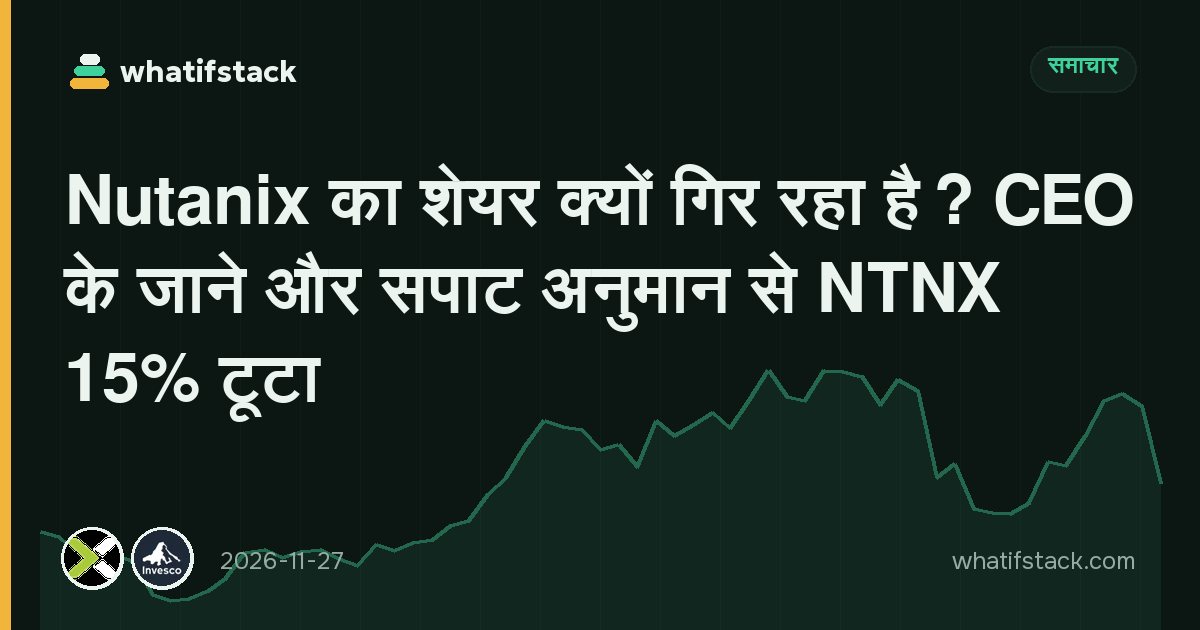 whatifstack
समाचार
Nutanix का शेयर क्यों गिर रहा है? CEO
के जाने और सपाट अनुमान से NTNX
15% टूटा
Invesco
2026-11-27
whatifstack.com